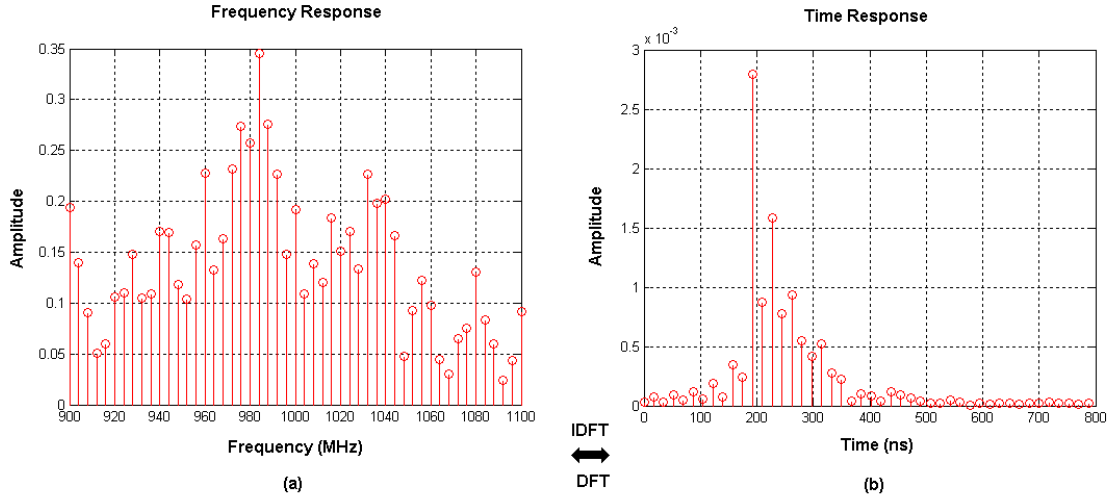 Frequency Response
0.35
0.3
0.25
0.2
0.15
0.1
0.05
0
Amplitude
900 920 940 960 980 1000 1020 1040 1060 1080 1100
Frequency (MHz)
(a)
IDFT
DFT
Time Response
x 10⁻³
3
2.5
2
1.5
1
0.5
0
Amplitude
0 100 200 300 400 500 600 700 800
Time (ns)
(b)